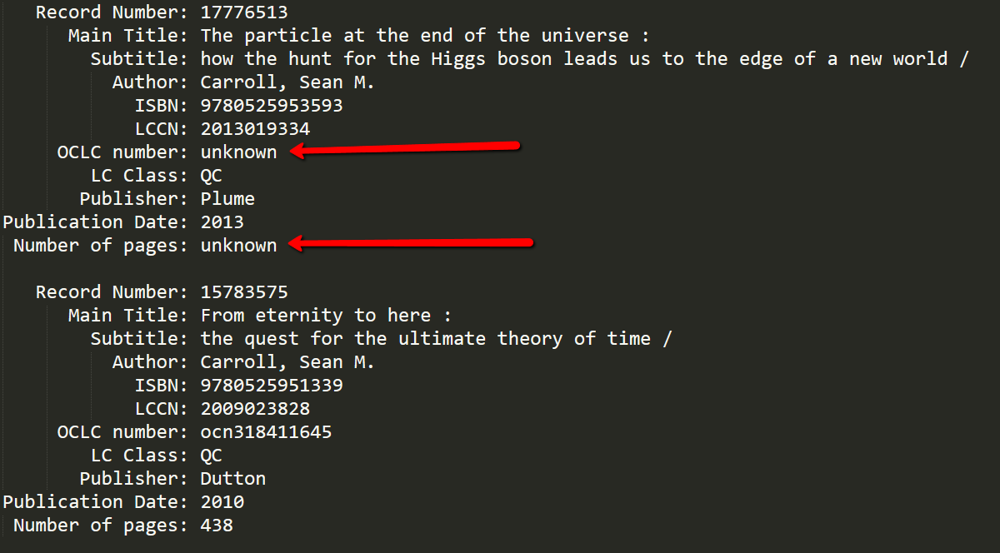 Record Number: 17776513
Main Title: The particle at the end of the universe :
Subtitle: how the hunt for the Higgs boson leads us to the edge of a new world /
Author: Carroll, Sean M.
ISBN: 9780525953593
LCCN: 2013019334
OCLC number: unknown
LC Class: QC
Publisher: Plume
Publication Date: 2013
Number of pages: unknown
Record Number: 15783575
Main Title: From eternity to here :
Subtitle: the quest for the ultimate theory of time /
Author: Carroll, Sean M.
ISBN: 9780525951339
LCCN: 2009023828
OCLC number: ocn318411645
LC Class: QC
Publisher: Dutton
Publication Date: 2010
Number of pages: 438